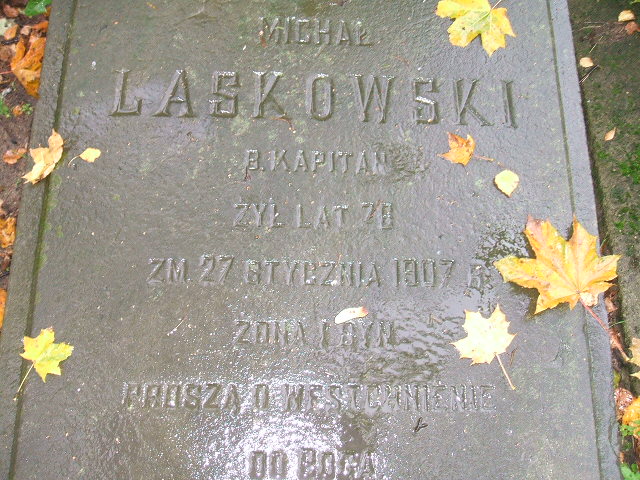 MICHAŁ
LASKOWSKI
B. KAPITAN
ŻYŁ LAT 78
ZM. 27 STYCZNIA 1907 R.
ŻONA I SYN
PROSZĄ O WESTCHNIENIE
DO BOGA